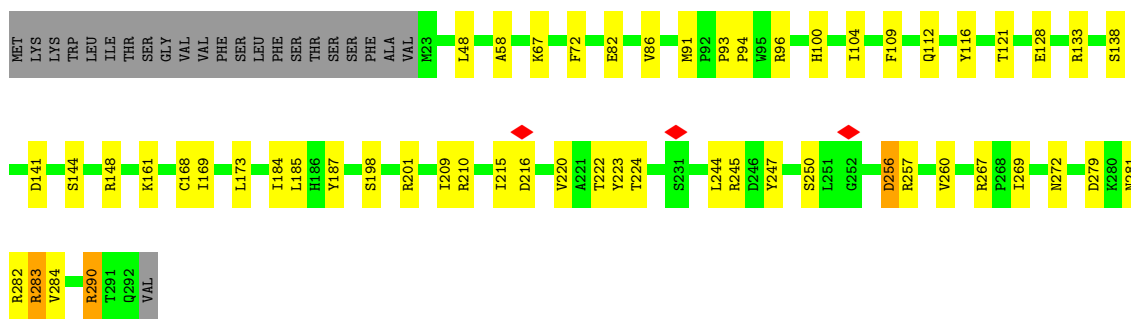 MET LYS LYS TRP LEU ILE THR SER GLY VAL VAL PHE SER LEU PHE THR SER SER PHE ALA VAL M23 L48 A58 K67 F72 E82 V86 M91 P92 P93 P94 W95 R96 H100 I104 F109 Q112 Y116 T121 E128 R133 S138
D141 S144 R148 K161 C168 I169 L173 I184 L185 H186 Y187 S198 R201 I209 R210 I215 D216 V220 A221 T222 Y223 T224 S231 L244 R245 D246 Y247 S250 L251 G252 D256 R257 V260 R267 P268 I269 N272 D279 K280 N281
R282 R283 V284 R290 T291 Q292 VAL